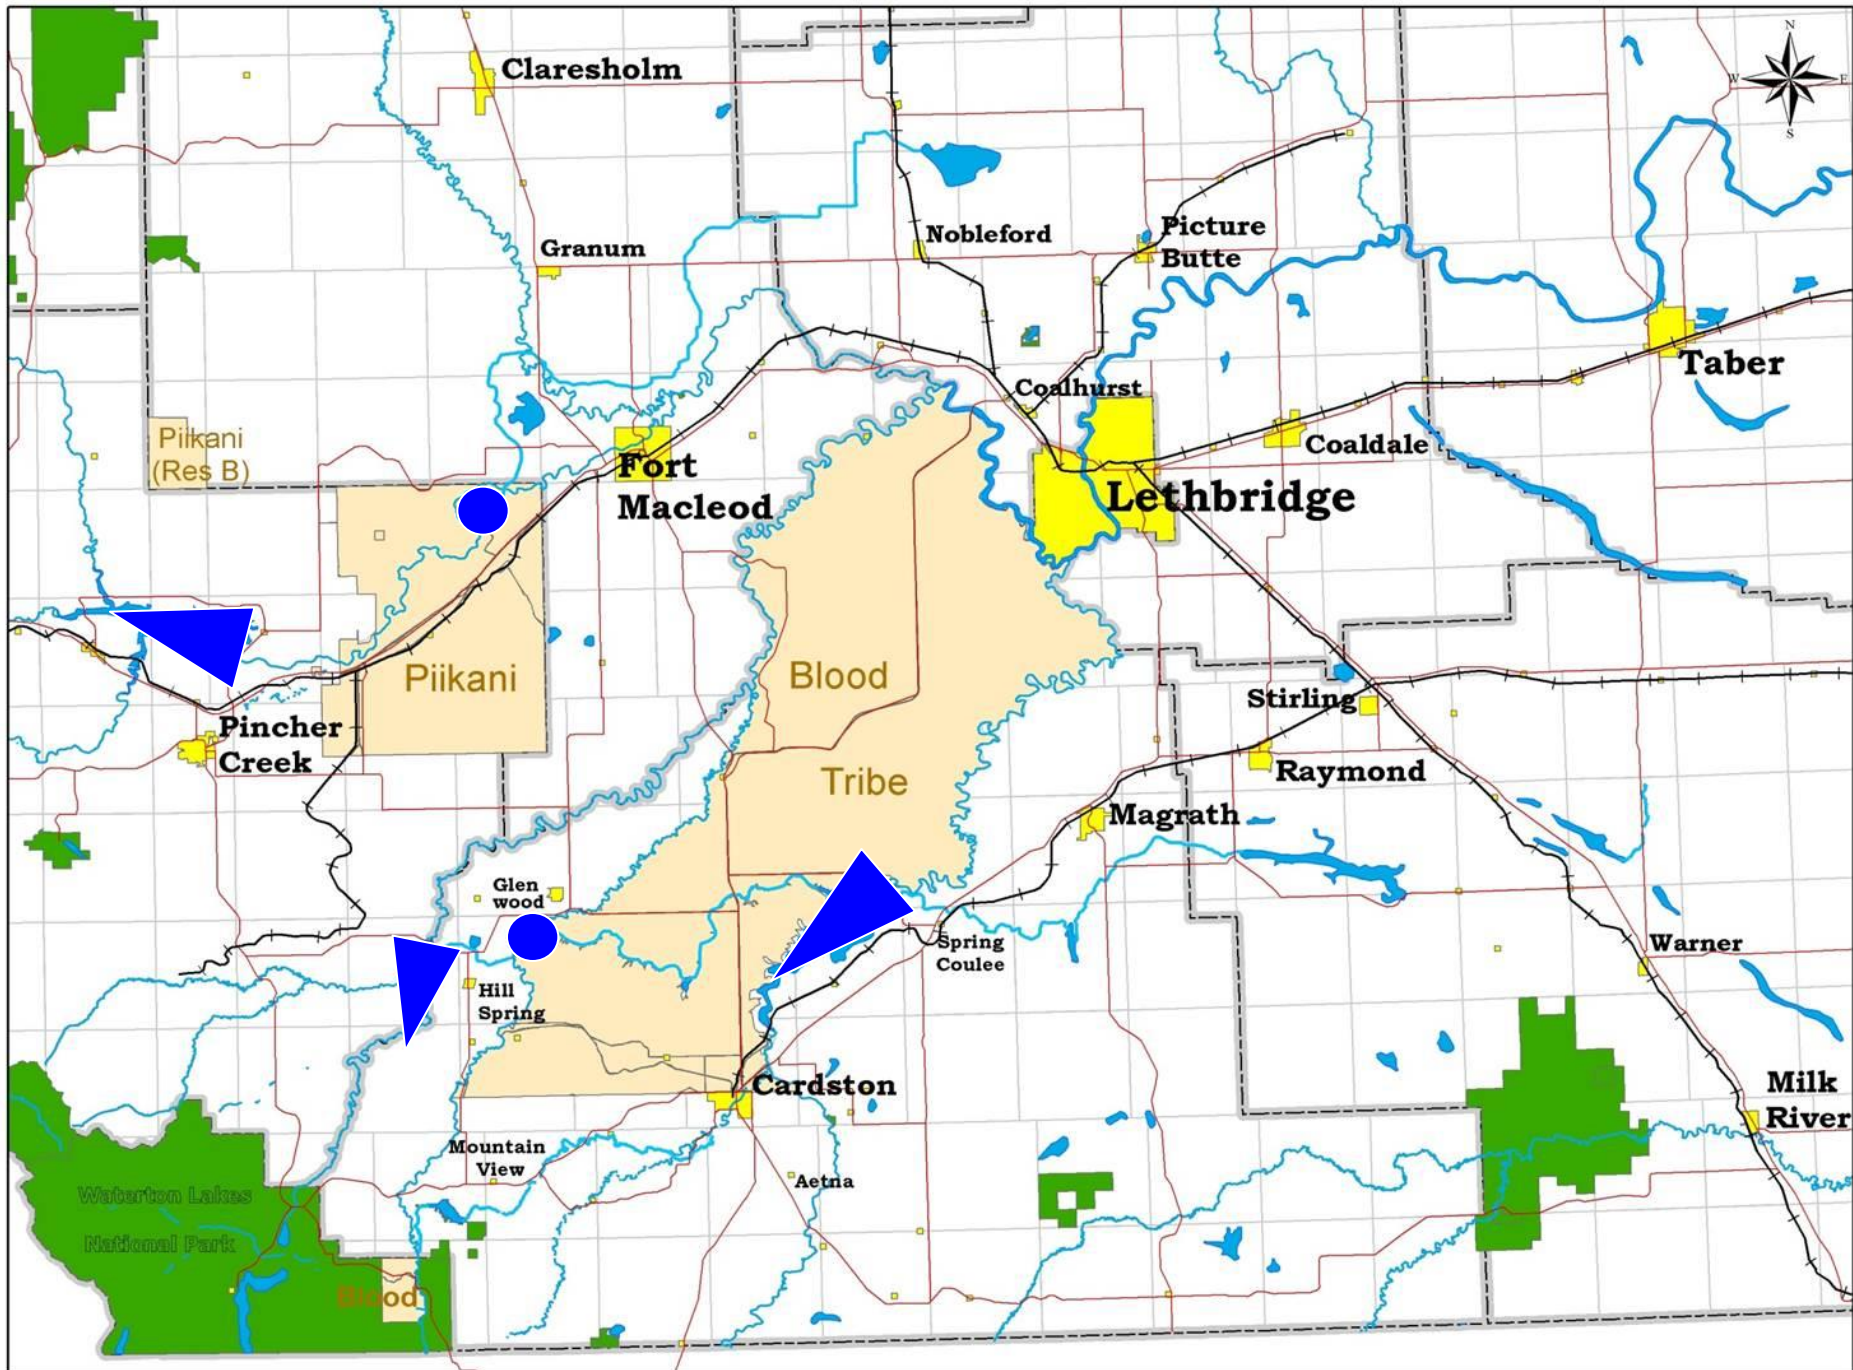 N
Claresholm
W
E
S
Granum
Nobleford
Picture
Butte
Taber
Coalhurst
Piikani
(Res B)
Coaldale
Fort
Macleod
Lethbridge
Piikani
Blood
Stirling
Pincher
Creek
Tribe
Raymond
Magrath
Glen
wood
Spring
Coulee
Warner
Hill
Spring
Cardston
Milk
River
Mountain
View
Aetna
Waterton Lakes
National Park
Blood